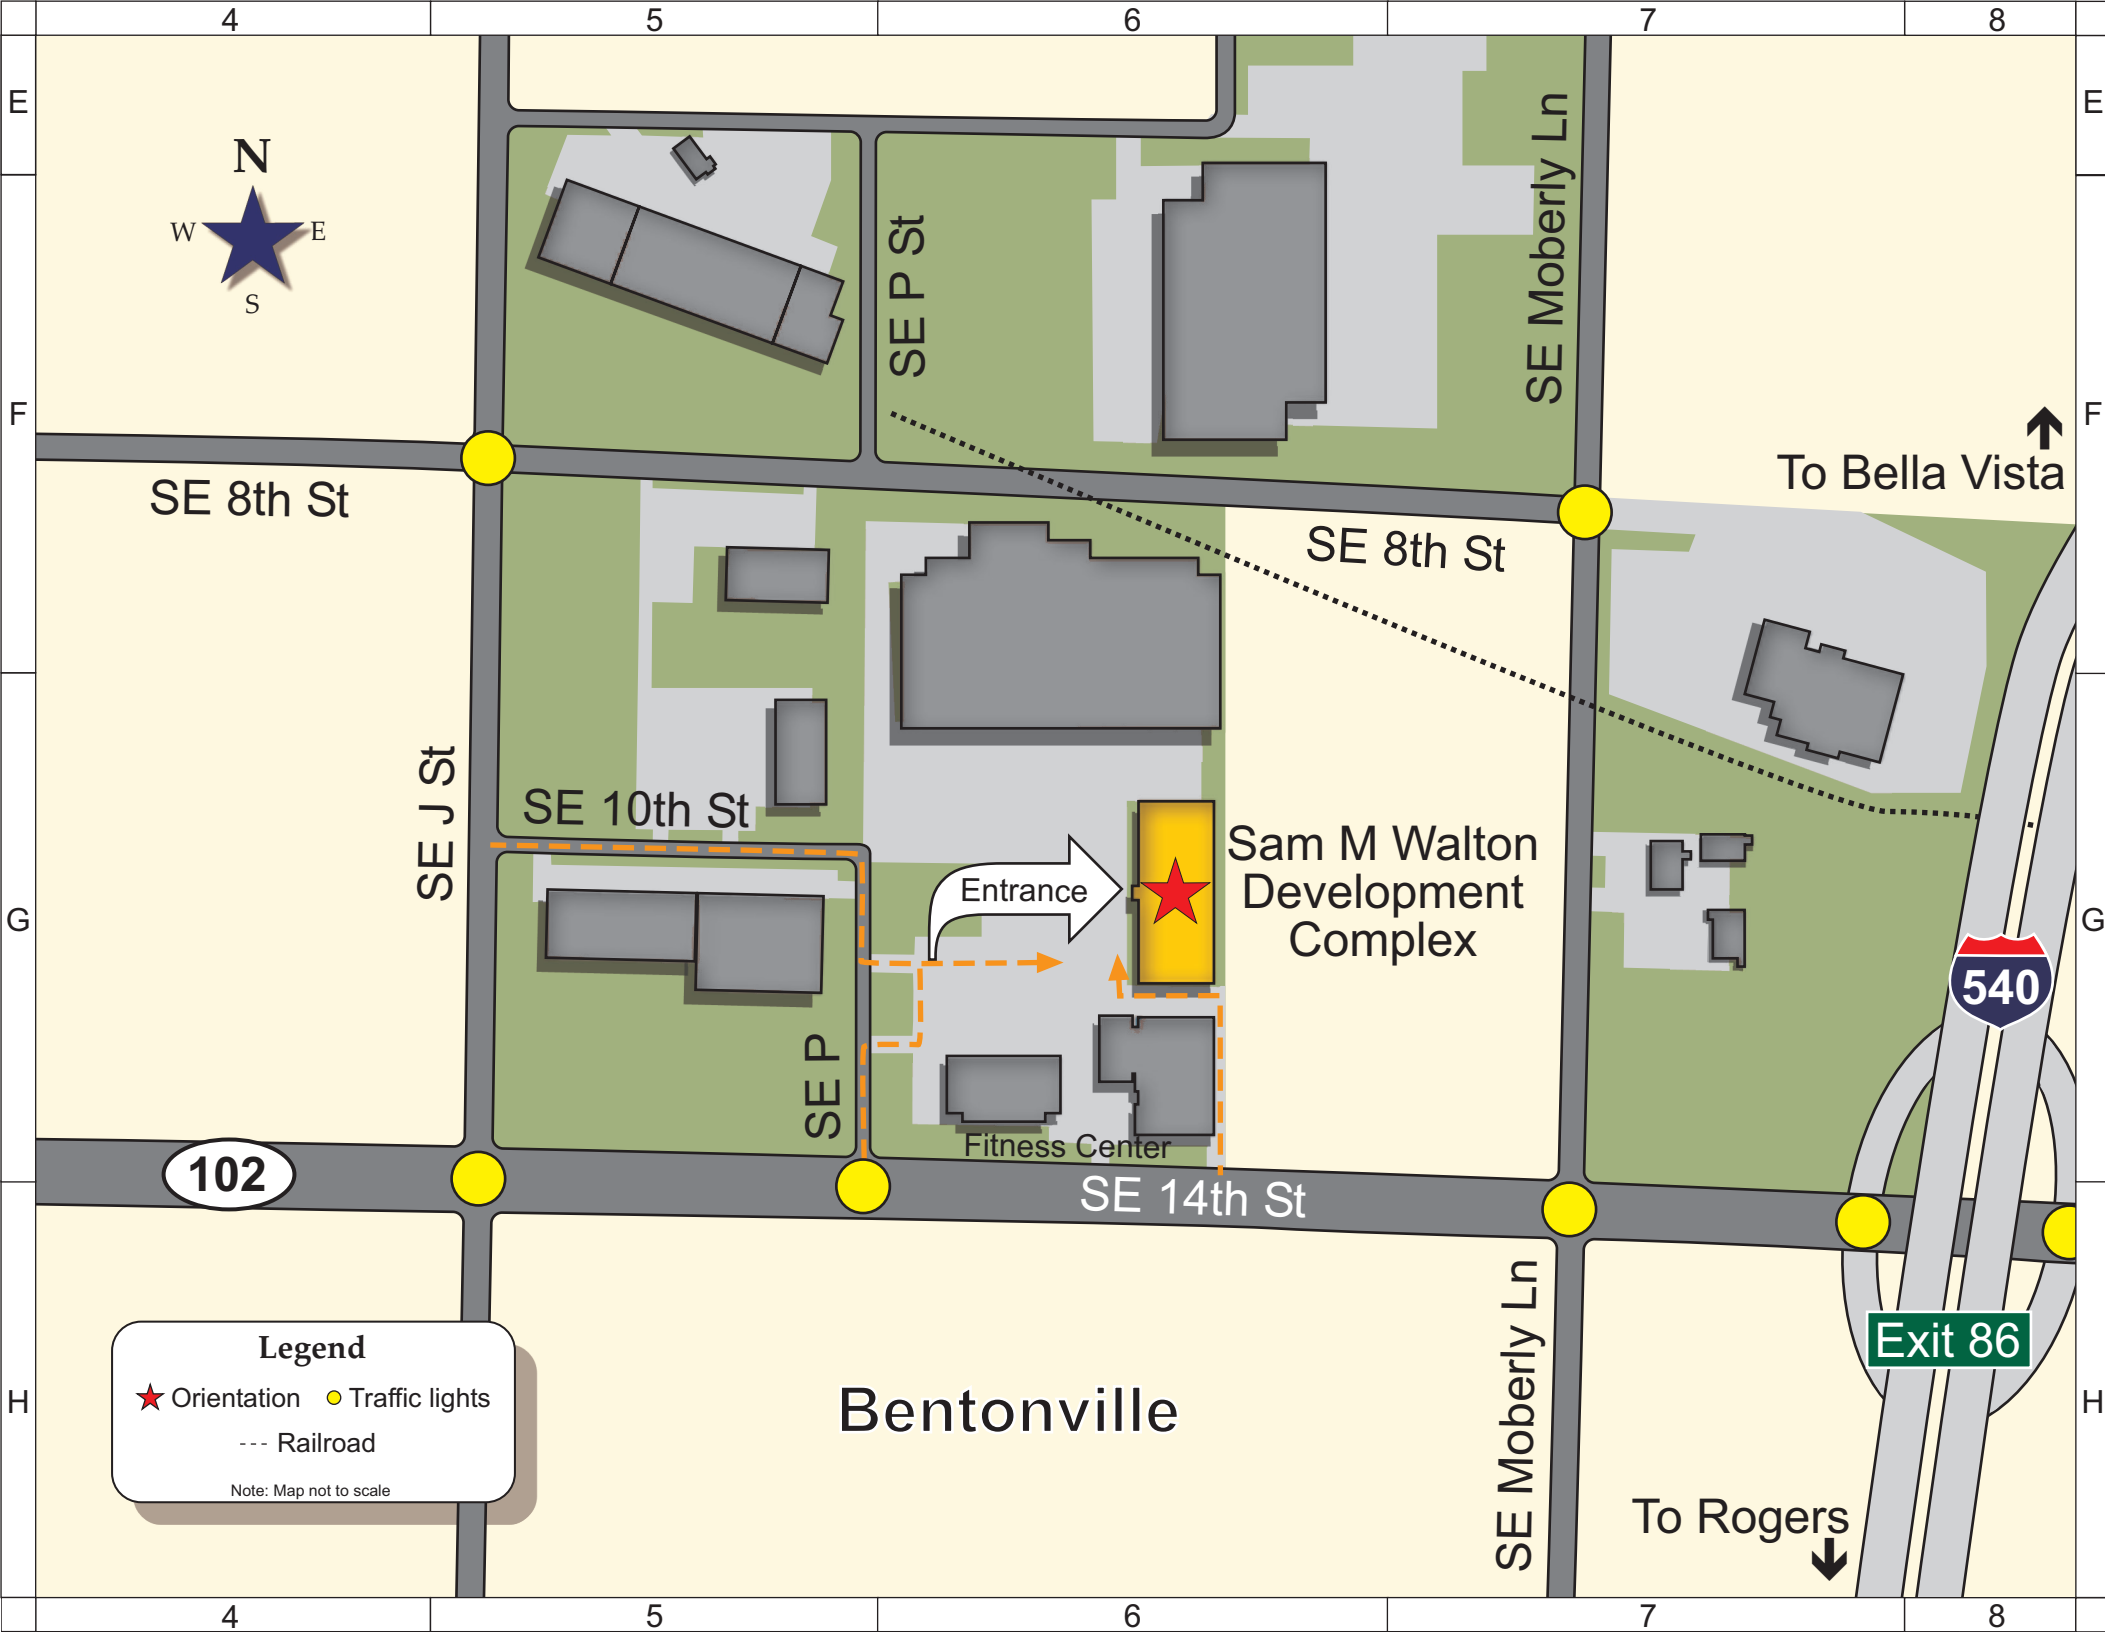 4 5 6 7 8
E E
N
W E
S
SE P St
SE Moberly Ln
F F
To Bella Vista
SE 8th St
SE 8th St
SE J St
SE 10th St
Sam M Walton
Development
Complex
Entrance
G G
540
SE P
Fitness Center
102
SE 14th St
Exit 86
SE Moberly Ln
Legend
Orientation Traffic lights
Railroad
Note: Map not to scale
Bentonville
H H
To Rogers
4 5 6 7 8